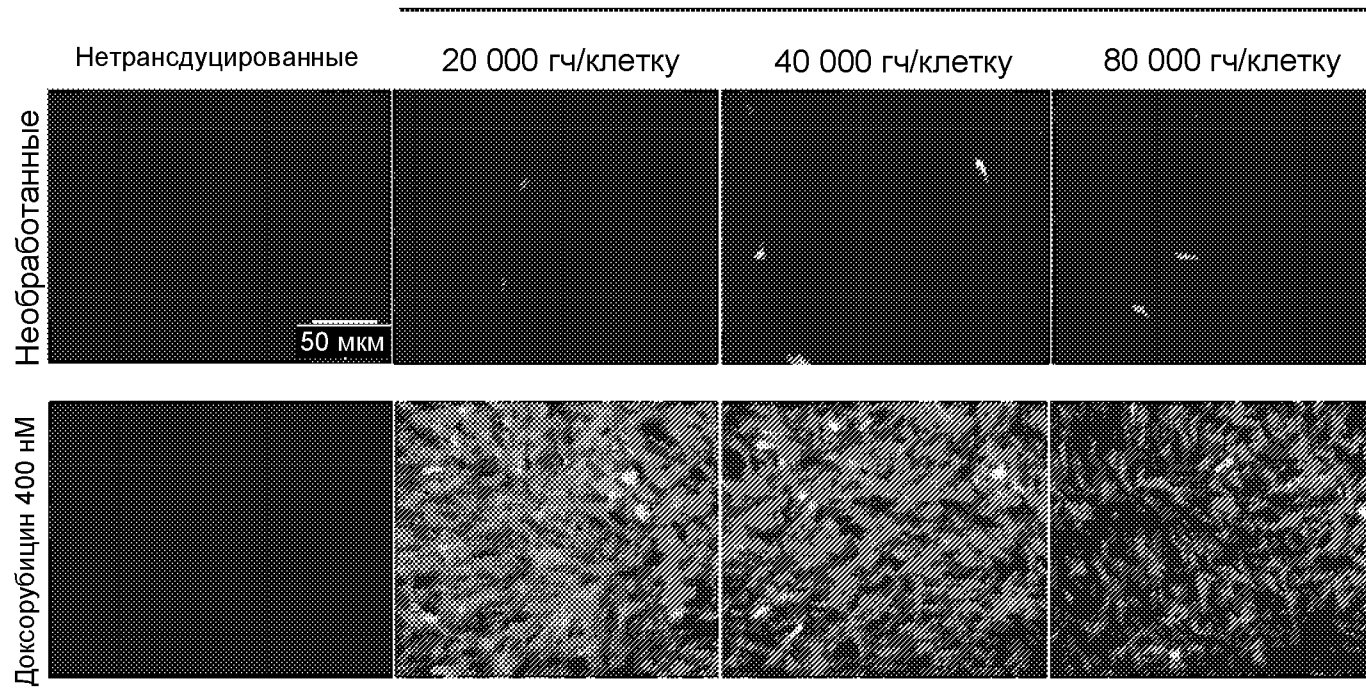 Нетрансдуцированные
20 000 гч/клетку
40 000 гч/клетку
80 000 гч/клетку
Необработанные
50 мкм
Доксорубицин 400 нМ